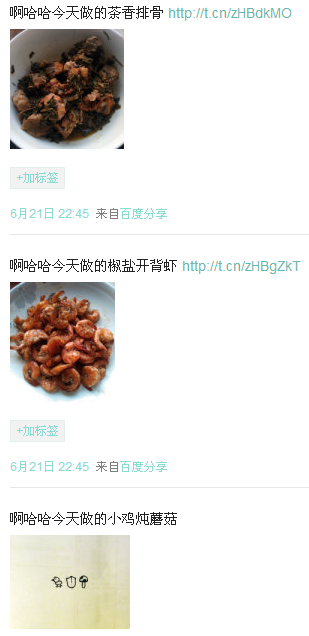 啊哈哈今天做的茶香排骨 http://t.cn/zHBdkMO
+加标签
6月21日 22:45 来自百度分享
啊哈哈今天做的椒盐开背虾 http://t.cn/zHBgZkT
+加标签
6月21日 22:45 来自百度分享
啊哈哈今天做的小鸡炖蘑菇